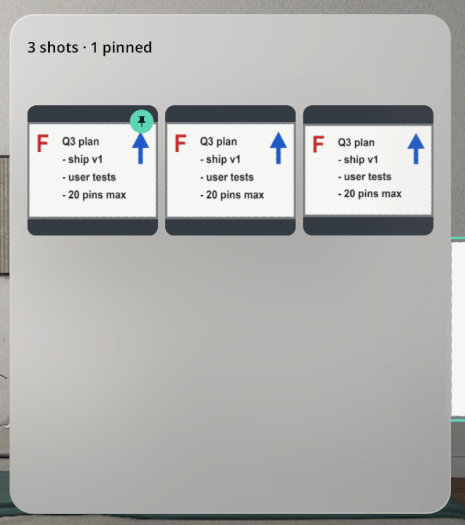 3 shots · 1 pinned
F Q3 plan
- ship v1
- user tests
- 20 pins max
F Q3 plan
- ship v1
- user tests
- 20 pins max
F Q3 plan
- ship v1
- user tests
- 20 pins max